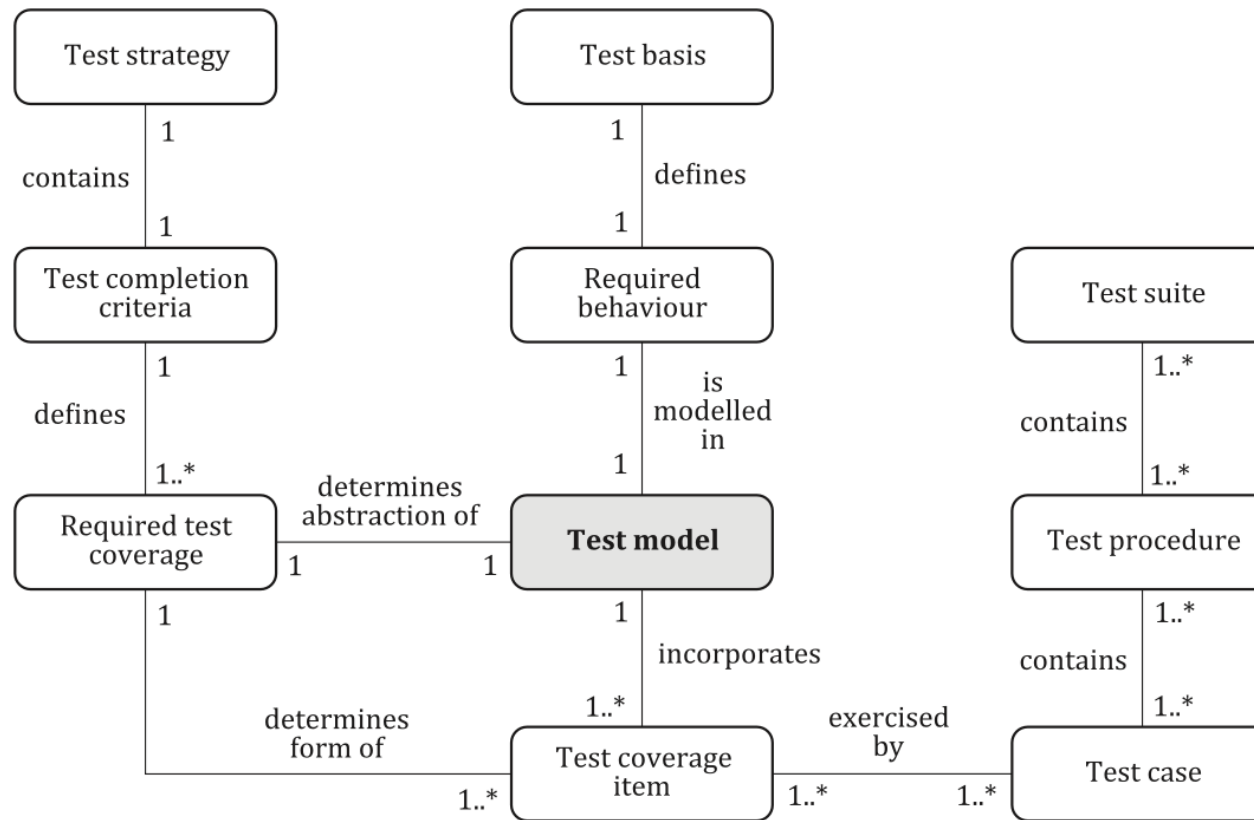 Test strategy
Test basis
1
1
contains
defines
1
1
Test completion
criteria
Required
behaviour
Test suite
1
1
1..*
defines
is
modelled
in
contains
1..*
1
1..*
Required test
coverage
determines
abstraction of
1
1
Test model
Test procedure
1
1
1..*
incorporates
contains
determines
form of
1..*
1..*
Test coverage
item
1..*
exercised
by
1..*
1..*
Test case